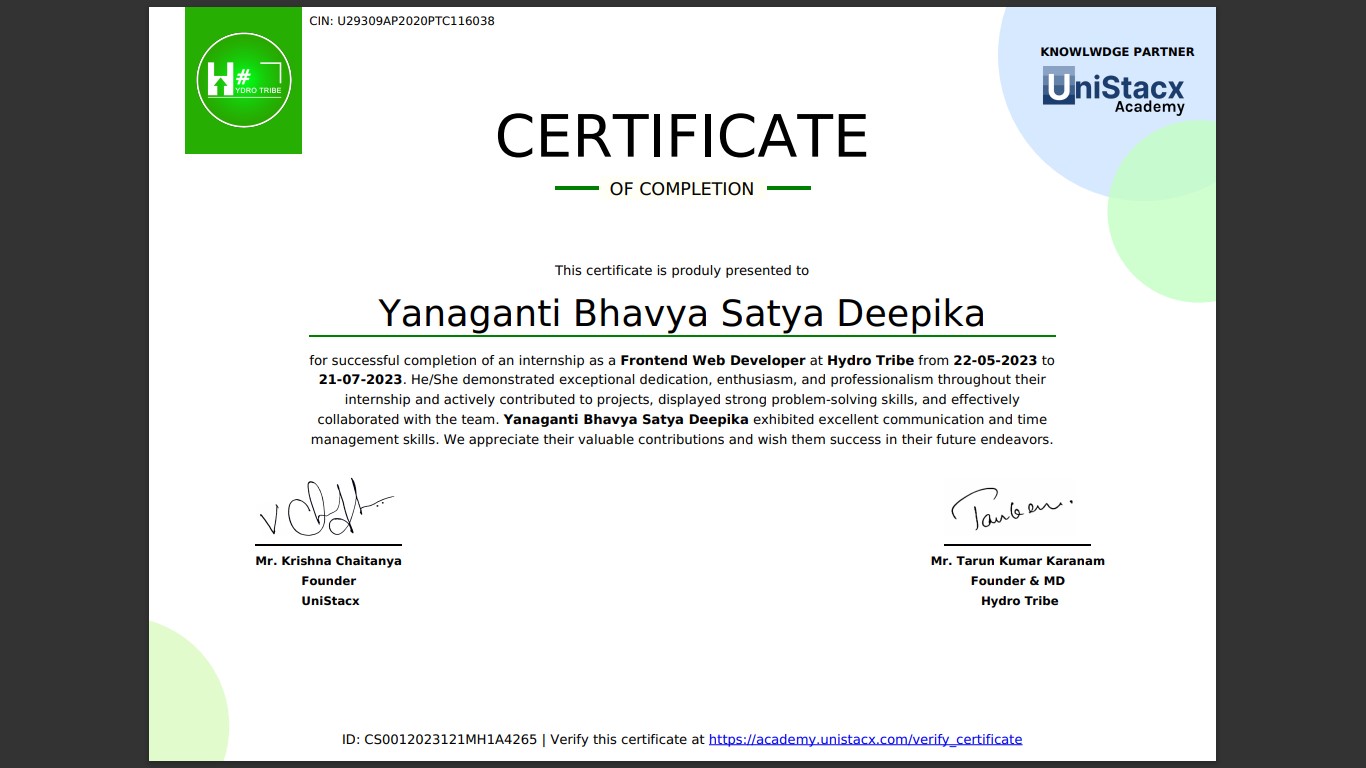 CIN: U29309AP2020PTC116038
H#
YDRO TRIBE
KNOWLWDGE PARTNER
UniStacx
Academy
CERTIFICATE
OF COMPLETION
This certificate is produly presented to
Yanaganti Bhavya Satya Deepika
for successful completion of an internship as a Frontend Web Developer at Hydro Tribe from 22-05-2023 to
21-07-2023. He/She demonstrated exceptional dedication, enthusiasm, and professionalism throughout their
internship and actively contributed to projects, displayed strong problem-solving skills, and effectively
collaborated with the team. Yanaganti Bhavya Satya Deepika exhibited excellent communication and time
management skills. We appreciate their valuable contributions and wish them success in their future endeavors.
Mr. Krishna Chaitanya
Founder
UniStacx
Mr. Tarun Kumar Karanam
Founder & MD
Hydro Tribe
ID: CS0012023121MH1A4265 | Verify this certificate at https://academy.unistacx.com/verify_certificate